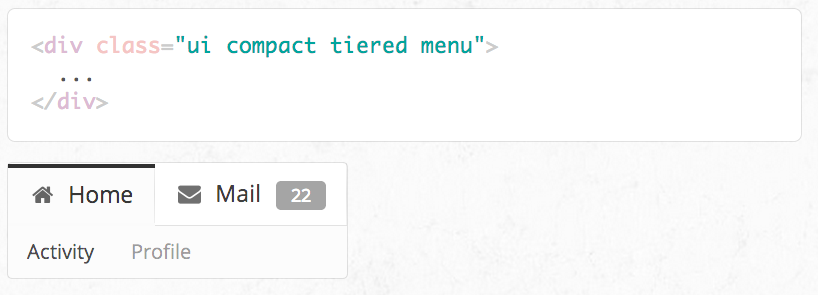 <div class="ui compact tiered menu">
...
</div>
Home Mail 22
Activity Profile